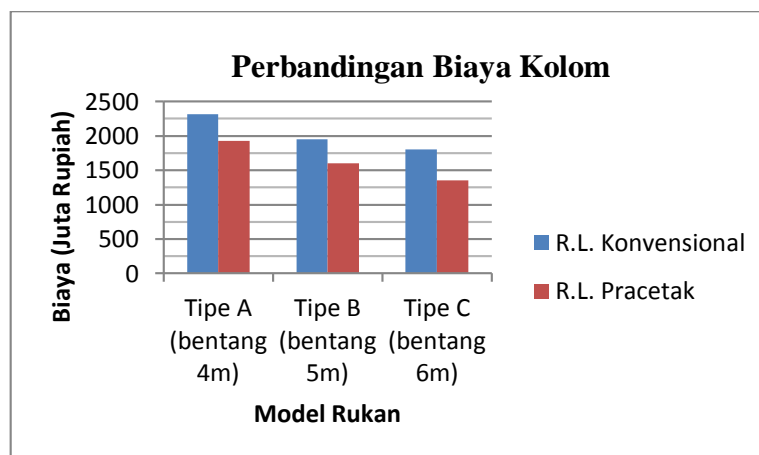 Perbandingan Biaya Kolom
Biaya (Juta Rupiah)
2500
2000
1500
1000
500
0
Tipe A
(bentang
4m)
Tipe B
(bentang
5m)
Tipe C
(bentang
6m)
Model Rukan
R.L. Konvensional
R.L. Pracetak